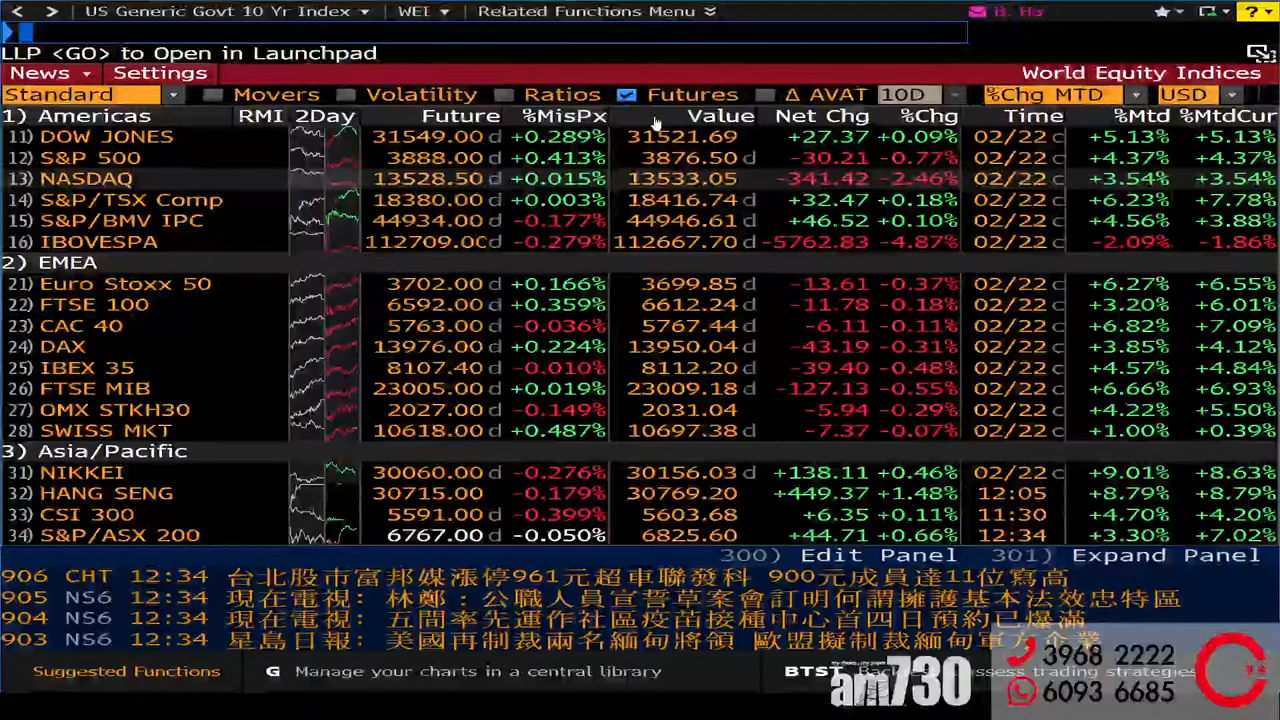 < > US Generic Govt 10 Yr Index WEI Related Functions Menu ?
LLP <GO> to Open in Launchpad
News Settings World Equity Indices
Standard Movers Volatility Ratios Futures Δ AVAT 10D %Chg MTD USD
1) Americas RMI 2Day Future %MisPx Value Net Chg %Chg Time %Mtd %MtdCur
11) DOW JONES 31549.00 d +0.289% 31521.69 +27.37 +0.09% 02/22 c +5.13% +5.13%
12) S&P 500 3888.00 d +0.413% 3876.50 d -30.21 -0.77% 02/22 c +4.37% +4.37%
13) NASDAQ 13528.50 d +0.015% 13533.05 -341.42 -2.46% 02/22 c +3.54% +3.54%
14) S&P/TSX Comp 18380.00 d +0.003% 18416.74 d +32.47 +0.18% 02/22 c +6.23% +7.78%
15) S&P/BMV IPC 44934.00 d -0.177% 44946.61 d +46.52 +0.10% 02/22 c +4.56% +3.88%
16) IBOVESPA 112709.00 d -0.279% 112667.70 d -5762.83 -4.87% 02/22 c -2.09% -1.86%
2) EMEA
21) Euro Stoxx 50 3702.00 d +0.166% 3699.85 d -13.61 -0.37% 02/22 c +6.27% +6.55%
22) FTSE 100 6592.00 d +0.359% 6612.24 d -11.78 -0.18% 02/22 c +3.20% +6.01%
23) CAC 40 5763.00 d -0.036% 5767.44 d -6.11 -0.11% 02/22 c +6.82% +7.09%
24) DAX 13976.00 d +0.224% 13950.04 d -43.19 -0.31% 02/22 c +3.85% +4.12%
25) IBEX 35 8107.40 d -0.010% 8112.20 d -39.40 -0.48% 02/22 c +4.57% +4.84%
26) FTSE MIB 23005.00 d +0.019% 23009.18 d -127.13 -0.55% 02/22 c +6.66% +6.93%
27) OMX STKH30 2027.00 d -0.149% 2031.04 -5.94 -0.29% 02/22 c +4.22% +5.50%
28) SWISS MKT 10618.00 d +0.487% 10697.38 d -7.37 -0.07% 02/22 c +1.00% +0.39%
3) Asia/Pacific
31) NIKKEI 30060.00 d -0.276% 30156.03 d +138.11 +0.46% 02/22 c +9.01% +8.63%
32) HANG SENG 30715.00 -0.179% 30769.20 +449.37 +1.48% 12:05 +8.79% +8.79%
33) CSI 300 5591.00 d -0.399% 5603.68 +6.35 +0.11% 11:30 +4.70% +4.20%
34) S&P/ASX 200 6767.00 d -0.050% 6825.60 d +44.71 +0.66% 12:34 +3.30% +7.02%
300) Edit Panel 301) Expand Panel
906 CHT 12:34 台北股市富邦媒漲停961元超車聯發科 900元成員達11位寫高
905 NS6 12:34 現在電視: 林鄭：公職人員宣誓草案會訂明何謂擁護基本法效忠特區
904 NS6 12:34 現在電視: 五間率先運作社區疫苗接種中心首四日預約已爆滿
903 NS6 12:34 星島日報: 美國再制裁兩名緬甸將領 歐盟擬制裁緬甸軍方企業
Suggested Functions G Manage your charts in a central library BTST assess trading strategies
am730
3968 2222
6093 6685